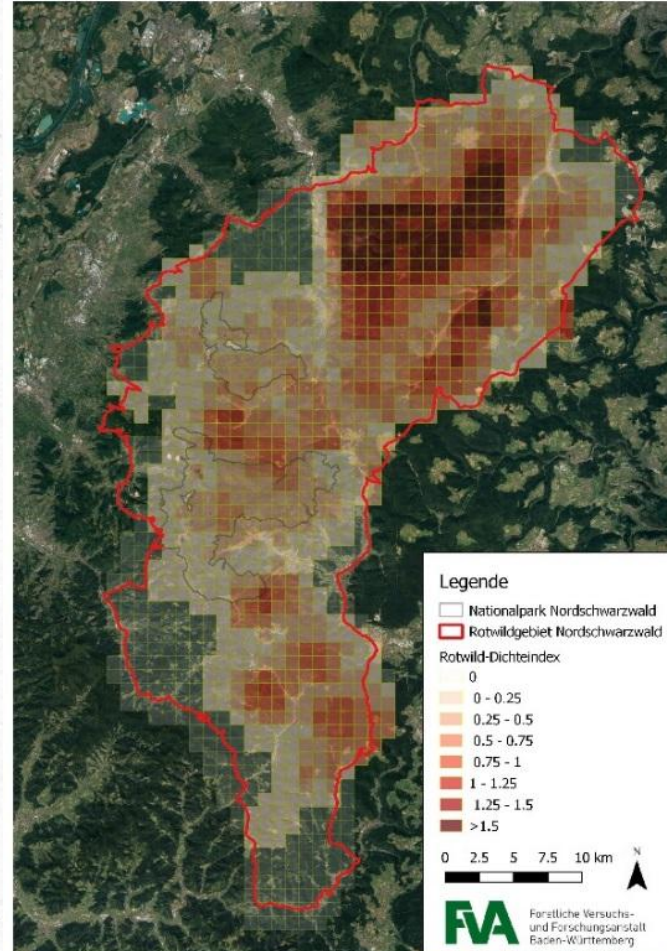 Legende
Nationalpark Nordschwarzwald
Rotwildgebiet Nordschwarzwald
Rotwild-Dichteindex
0
0 - 0.25
0.25 - 0.5
0.5 - 0.75
0.75 - 1
1 - 1.25
1.25 - 1.5
>1.5
0 2.5 5 7.5 10 km
N
FVA
Forstliche Versuchs-
und Forschungsanstalt
Baden-Württemberg